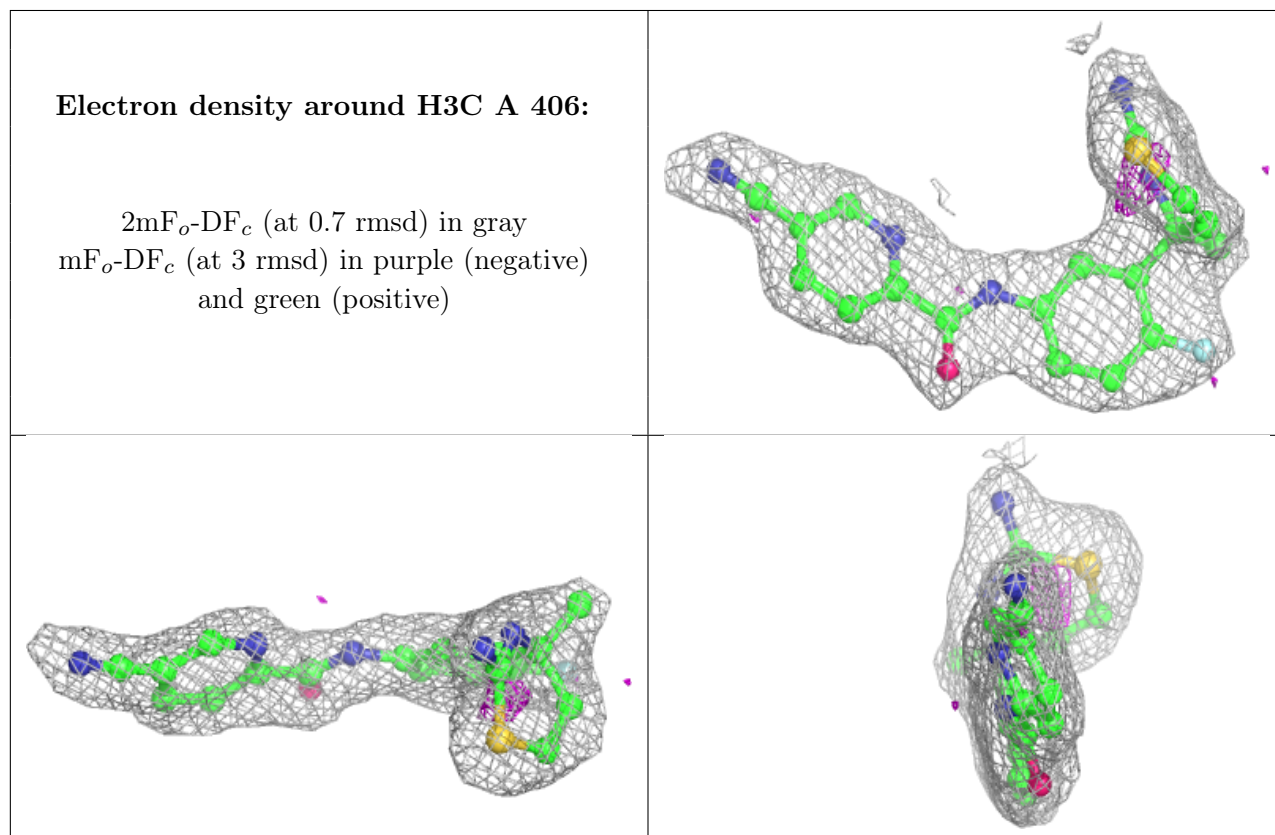 Electron density around H3C A 406:
2mFo-DFc (at 0.7 rmsd) in gray
mFo-DFc (at 3 rmsd) in purple (negative)
and green (positive)